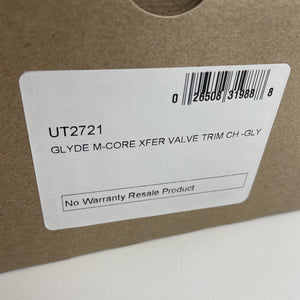 0 26508 31988 8
UT2721
GLYDE M-CORE XFER VALVE TRIM CH -GLY
No Warranty Resale Product